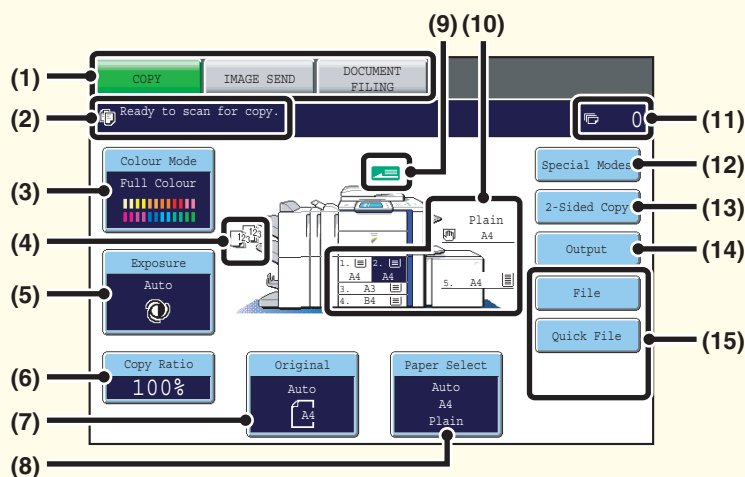 (9) (10)
(1) COPY IMAGE SEND DOCUMENT FILING
(2) Ready to scan for copy. 0 (11)
Colour Mode
Full Colour
(3)
Special Modes (12)
2-Sided Copy (13)
Output (14)
(4) 123 123
Plain
A4
1. 2.
A4 A4
3. A3
4. B4
5. A4
Exposure
Auto
(5)
File
Quick File
(15)
Copy Ratio
100%
(6)
Original
Auto
A4
(7)
Paper Select
Auto
A4
Plain
(8)